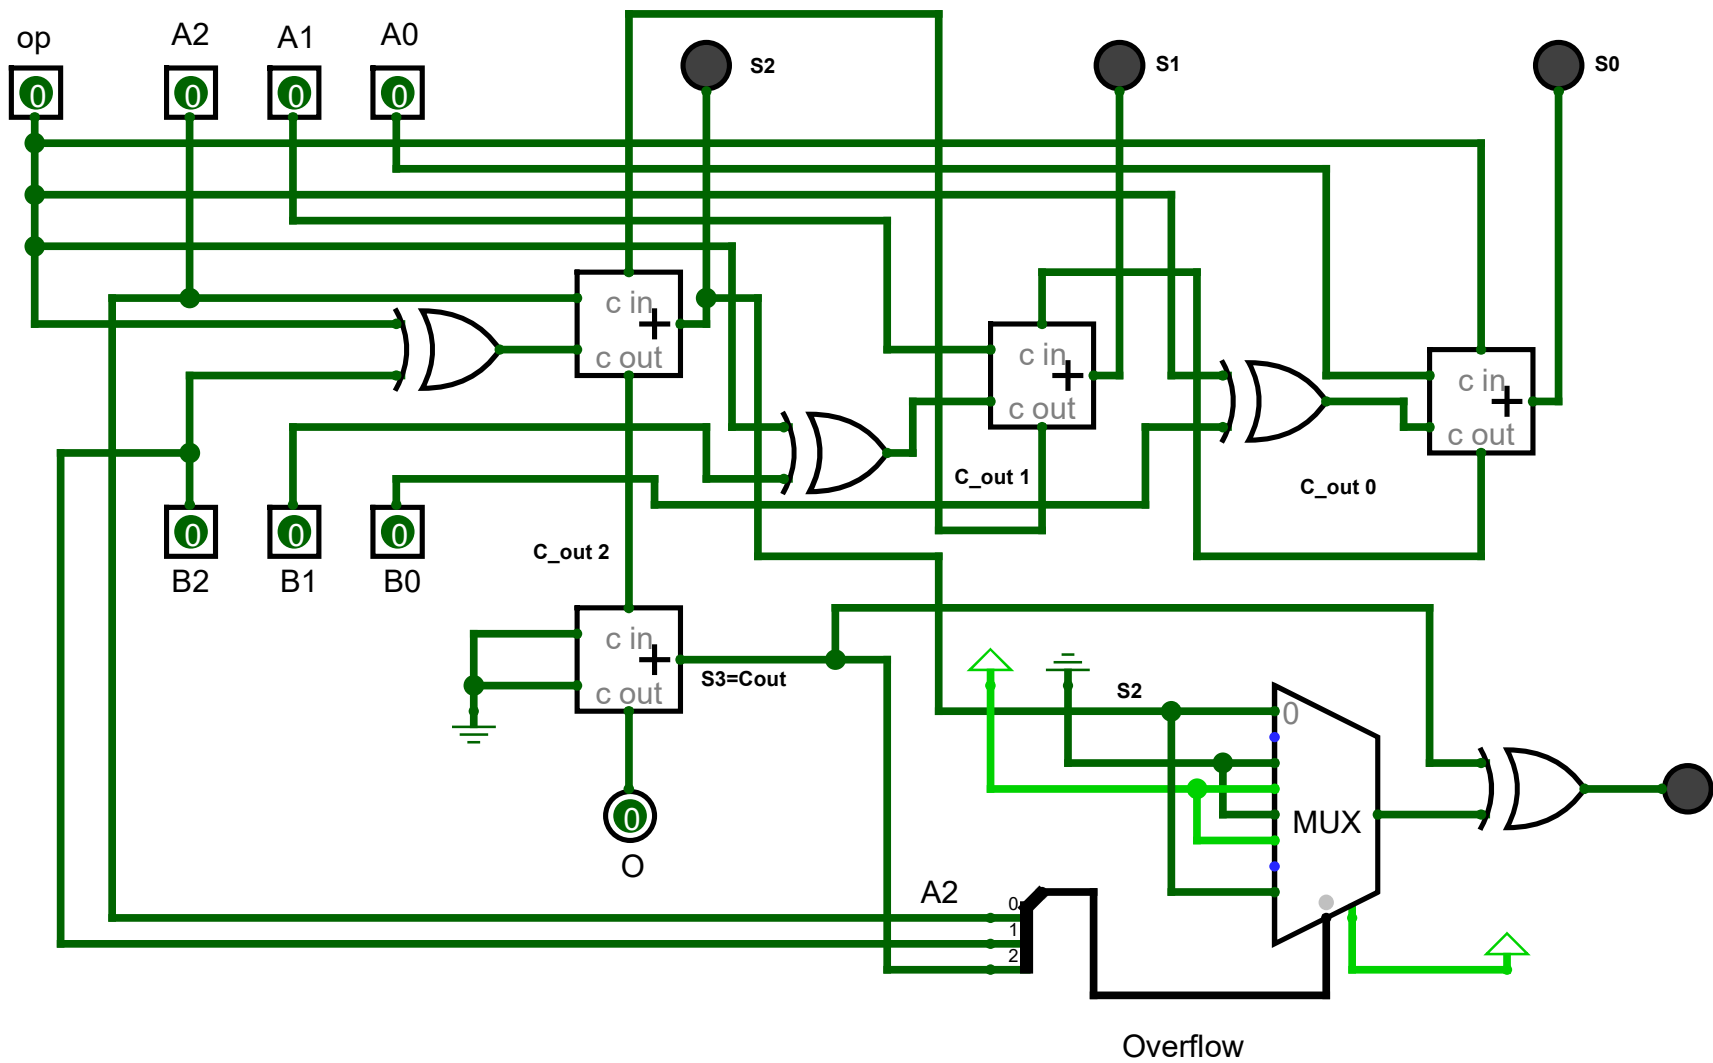 op
A2
A1
A0
S2
S1
S0
0
0
0
0
c in
c out
c in
c out
c in
c out
C_out 1
C_out 0
0
0
0
B2
B1
B0
C_out 2
c in
c out
S3=Cout
S2
0
MUX
0
O
A2
0
1
2
Overflow